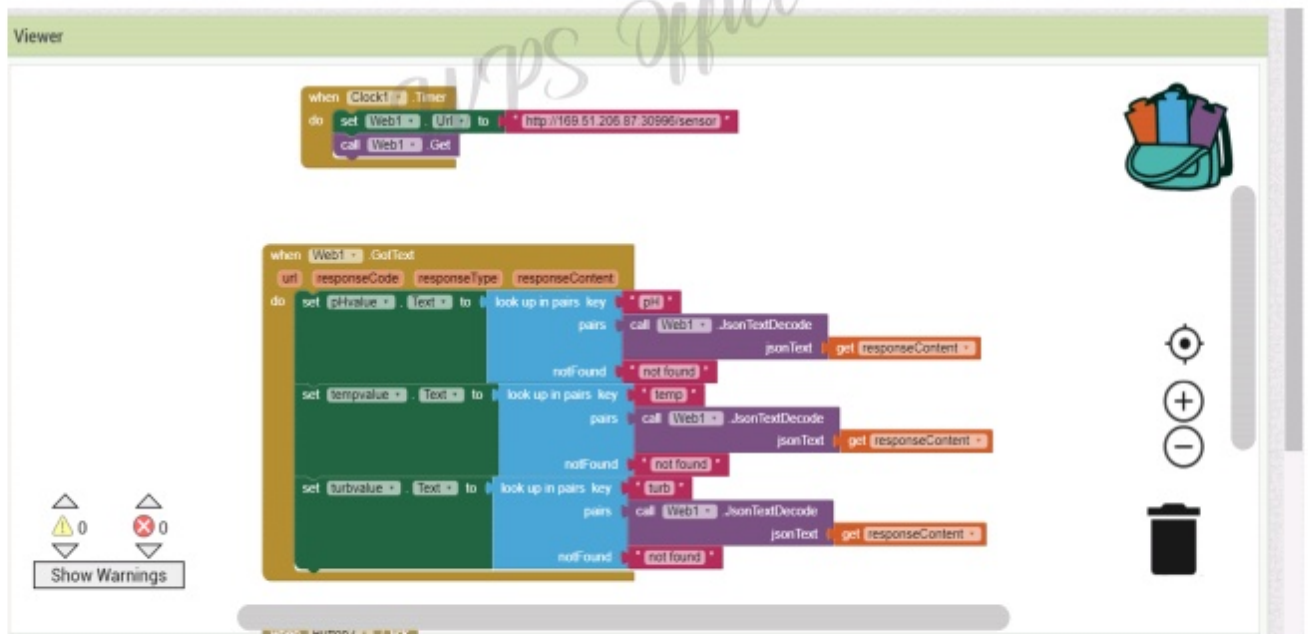 WPS Office
Viewer
when Clock1 .Timer
do set Web1 . Url to " http://169.51.205.87:30996/sensor "
call Web1 .Get
when Web1 .GotText
url responseCode responseType responseContent
do set pHvalue . Text to look up in pairs key " pH "
pairs call Web1 .JsonTextDecode
jsonText get responseContent
notFound " not found "
set tempvalue . Text to look up in pairs key " temp "
pairs call Web1 .JsonTextDecode
jsonText get responseContent
notFound " not found "
set turbvalue . Text to look up in pairs key " turb "
pairs call Web1 .JsonTextDecode
jsonText get responseContent
notFound " not found "
0 0
Show Warnings